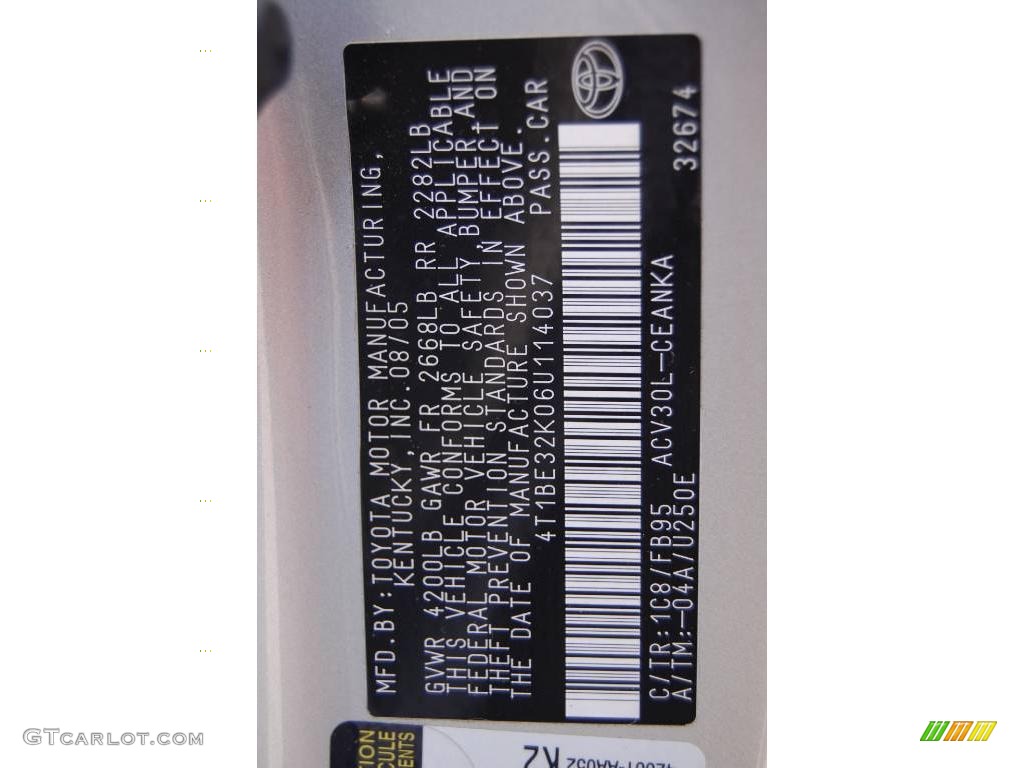 MFD.BY:TOYOTA MOTOR MANUFACTURING,
KENTUCKY,INC.08/05
GVWR 4200LB GAWR FR 2668LB RR 2282LB
THIS VEHICLE CONFORMS TO ALL APPLICABLE
FEDERAL MOTOR VEHICLE SAFETY,BUMPER,AND
THEFT PREVENTION STANDARDS IN EFFECT ON
THE DATE OF MANUFACTURE SHOWN ABOVE.
4T1BE32K06U114037 PASS.CAR
C/TR:1C8/FB95 ACV30L-CEANKA 32674
A/TM:-04A/U250E
K2
GTCARLOT.COM